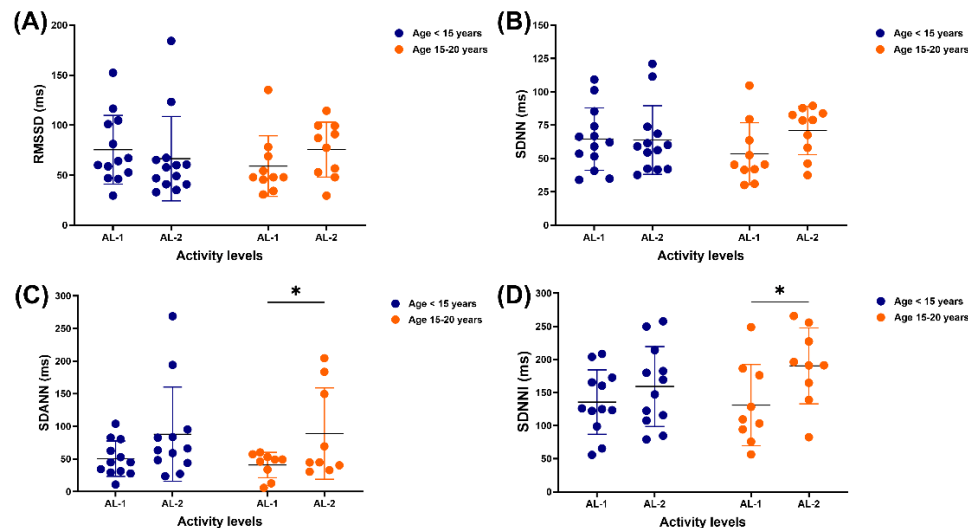 (A)
200
150
100
50
0
RMSSD (ms)
AL-1 AL-2 AL-1 AL-2
Activity levels
Age < 15 years
Age 15-20 years
(B)
150
125
100
75
50
25
0
SDNN (ms)
AL-1 AL-2 AL-1 AL-2
Activity levels
Age < 15 years
Age 15-20 years
(C)
300
250
200
150
100
50
0
SDANN (ms)
*
AL-1 AL-2 AL-1 AL-2
Activity levels
Age < 15 years
Age 15-20 years
(D)
300
250
200
150
100
50
0
SDNNI (ms)
*
AL-1 AL-2 AL-1 AL-2
Activity levels
Age < 15 years
Age 15-20 years